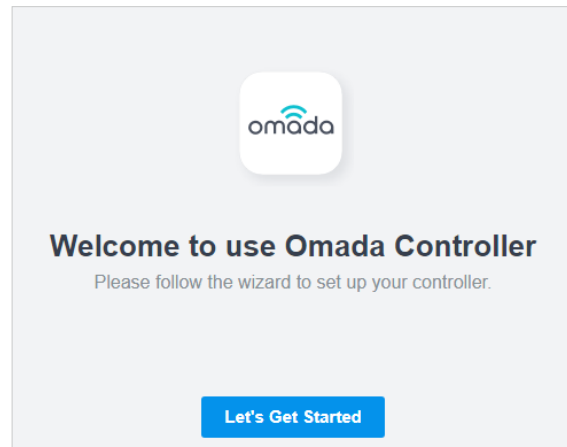 omada
Welcome to use Omada Controller
Please follow the wizard to set up your controller.
Let's Get Started